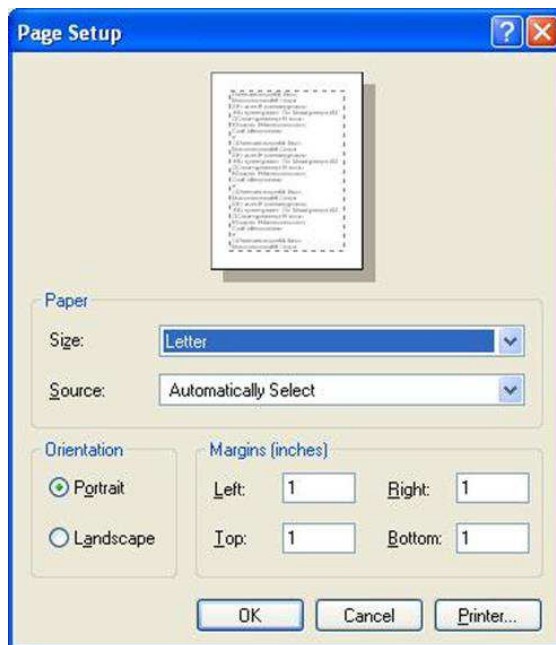 Page Setup
Paper
Size: Letter
Source: Automatically Select
Orientation
Portrait
Landscape
Margins (inches)
Left: 1 Right: 1
Top: 1 Bottom: 1
OK Cancel Printer...